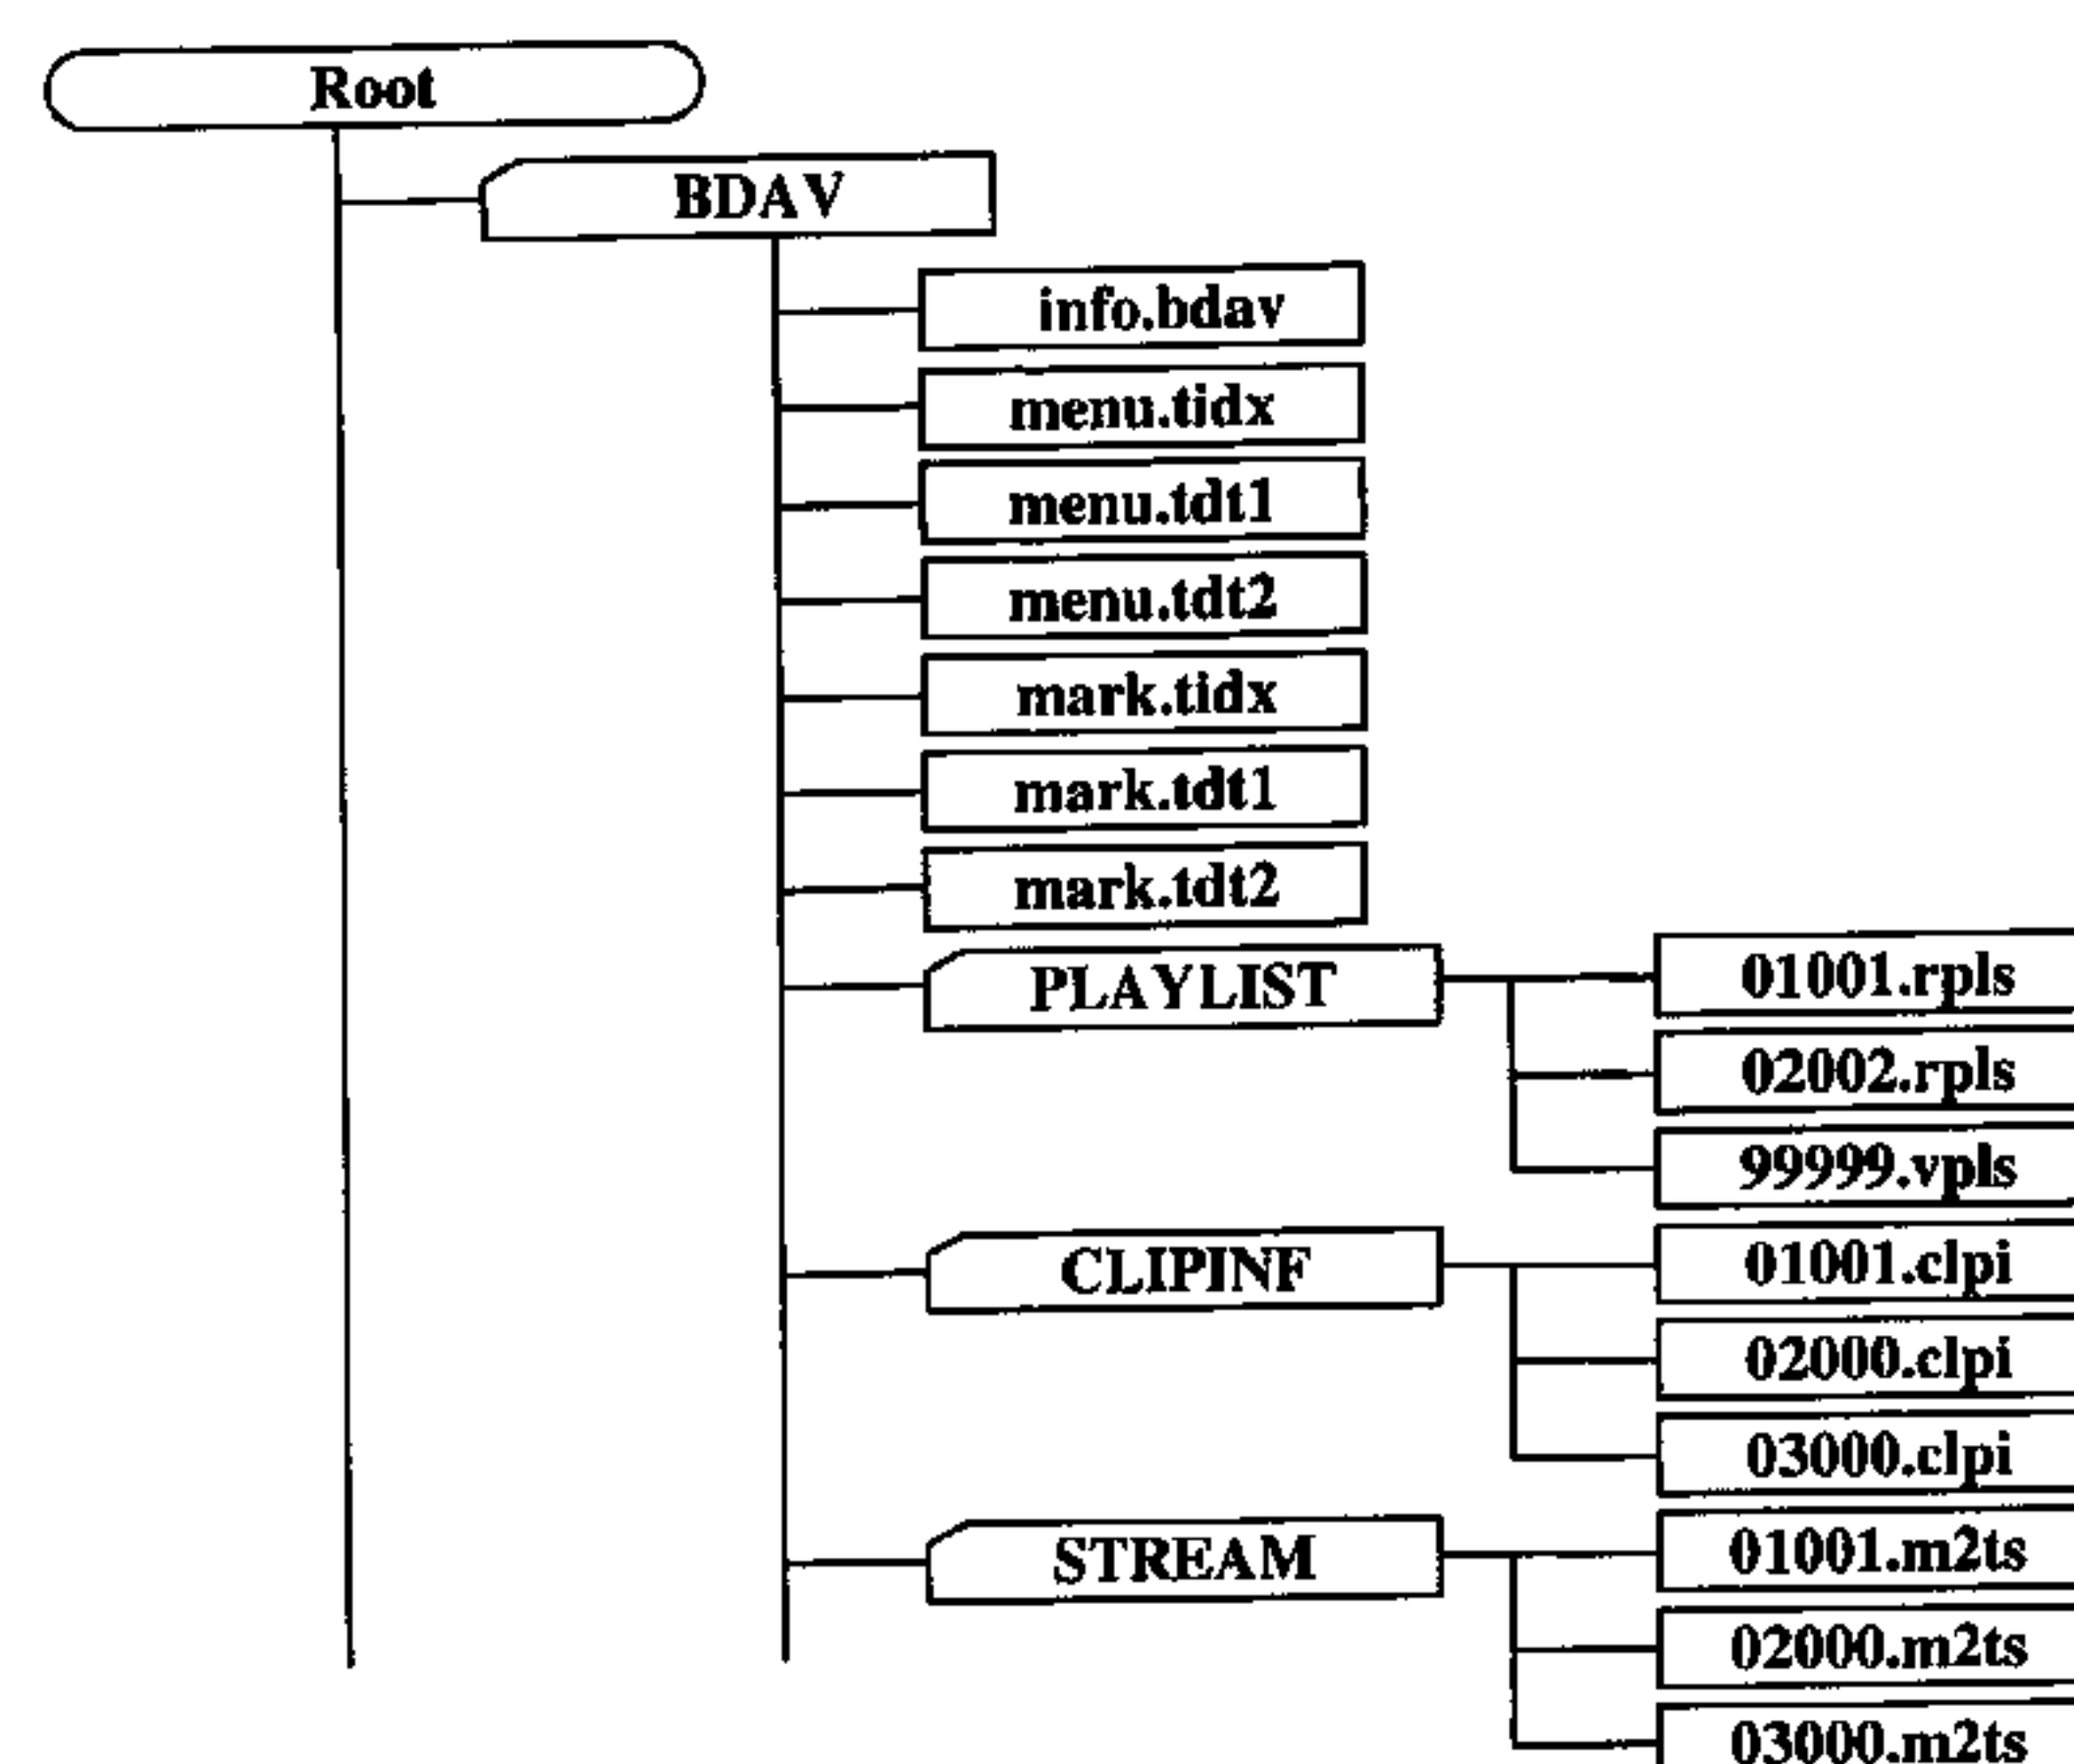 Root
BDAV
info.bdav
menu.tidx
menu.tdt1
menu.tdt2
mark.tidx
mark.tdt1
mark.tdt2
PLAYLIST
01001.rpls
02002.rpls
99999.vpls
CLIPINF
01001.clpi
02000.clpi
03000.clpi
STREAM
01001.m2ts
02000.m2ts
03000.m2ts